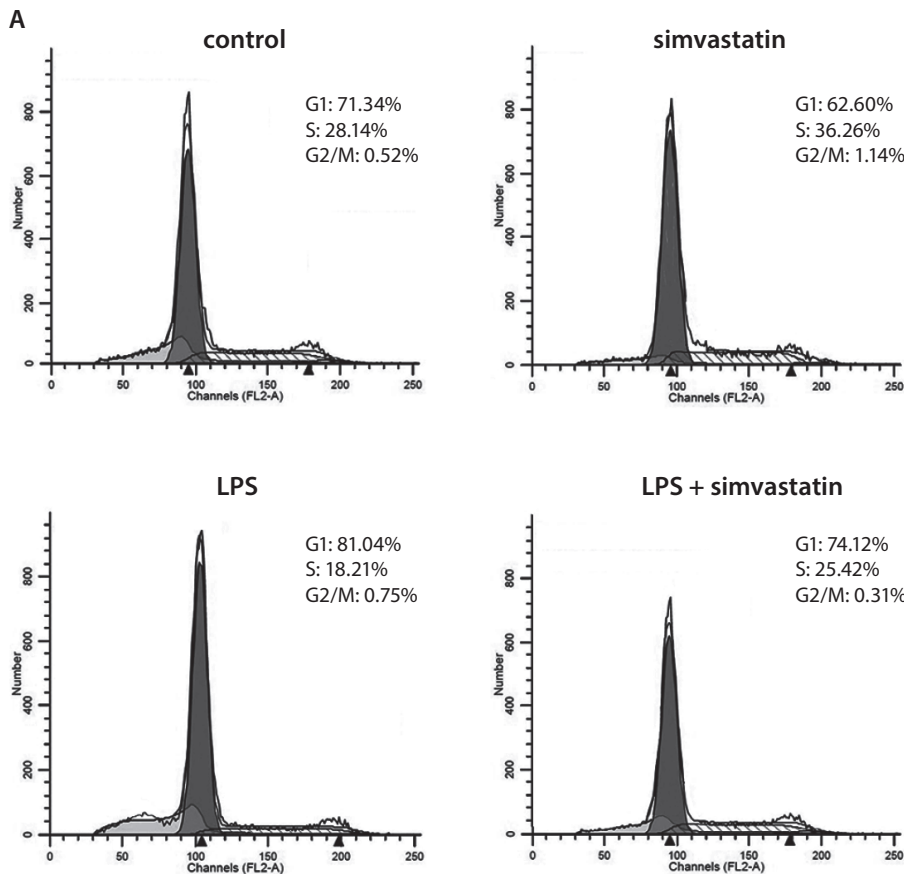 A
control
G1: 71.34%
S: 28.14%
G2/M: 0.52%
Number
0 200 400 600 800
0 50 100 150 200 250
Channels (FL2-A)
simvastatin
G1: 62.60%
S: 36.26%
G2/M: 1.14%
Number
0 200 400 600 800
0 50 100 150 200 250
Channels (FL2-A)
LPS
G1: 81.04%
S: 18.21%
G2/M: 0.75%
Number
0 200 400 600 800
0 50 100 150 200 250
Channels (FL2-A)
LPS + simvastatin
G1: 74.12%
S: 25.42%
G2/M: 0.31%
Number
0 200 400 600 800
0 50 100 150 200 250
Channels (FL2-A)